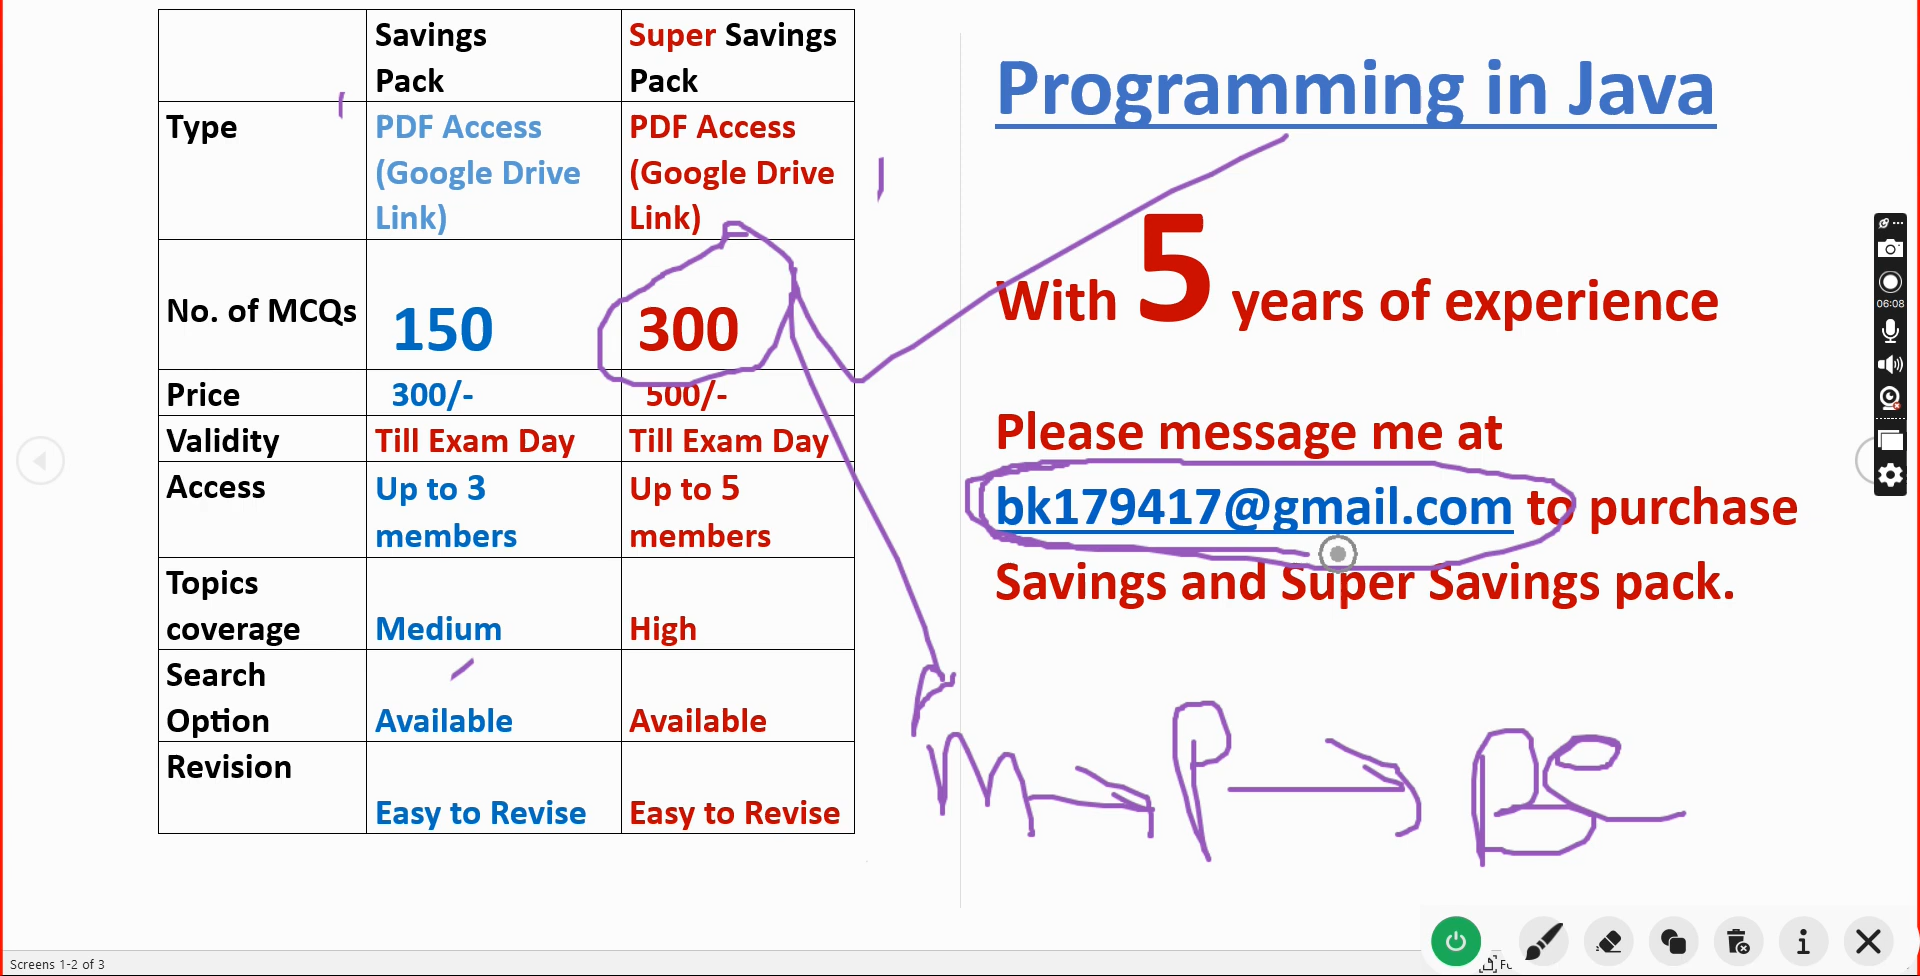 Savings Pack
Super Savings Pack
Type
PDF Access (Google Drive Link)
PDF Access (Google Drive Link)
No. of MCQs
150
300
Price
300/-
500/-
Validity
Till Exam Day
Till Exam Day
Access
Up to 3 members
Up to 5 members
Topics coverage
Medium
High
Search Option
Available
Available
Revision
Easy to Revise
Easy to Revise
Programming in Java
With 5 years of experience
Please message me at
bk179417@gmail.com to purchase
Savings and Super Savings pack.
M P Be
06:08
Screens 1-2 of 3